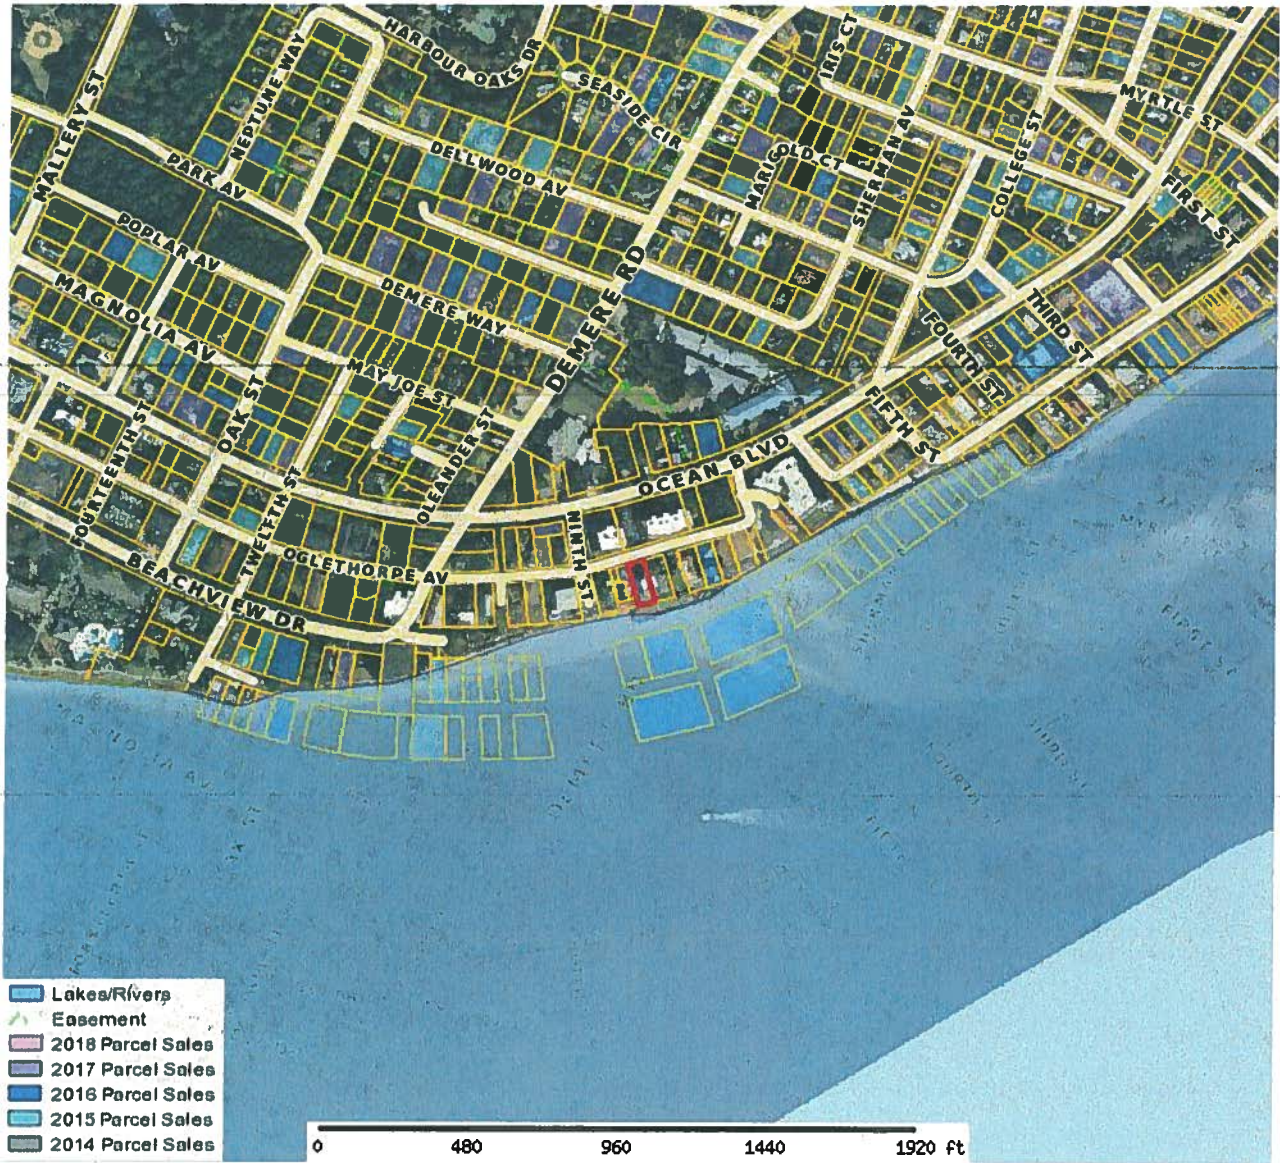 HARBOUR OAKS DR
IRIS CT
SEASIDE CIR
MALLERY ST
NEPTUNE WAY
MYRTLE ST
PARK AV
DELLWOOD AV
MARIGOLD CT
SHERMANN AV
COLLEGE ST
FIRST ST
POPLAR AV
MAGNOLIA AV
DEMERE WAY
DEMERE RD
THIRD ST
FOURTH ST
MAY JOE ST
OAK ST
OLEANDER ST
FIFTH ST
FOURTEENTH ST
TWELFTH ST
OCEAN BLVD
NINTH ST
OGLETHORPE AV
BEACHVIEW DR
Lakes/Rivers
Easement
2018 Parcel Sales
2017 Parcel Sales
2016 Parcel Sales
2015 Parcel Sales
2014 Parcel Sales
0 480 960 1440 1920 ft